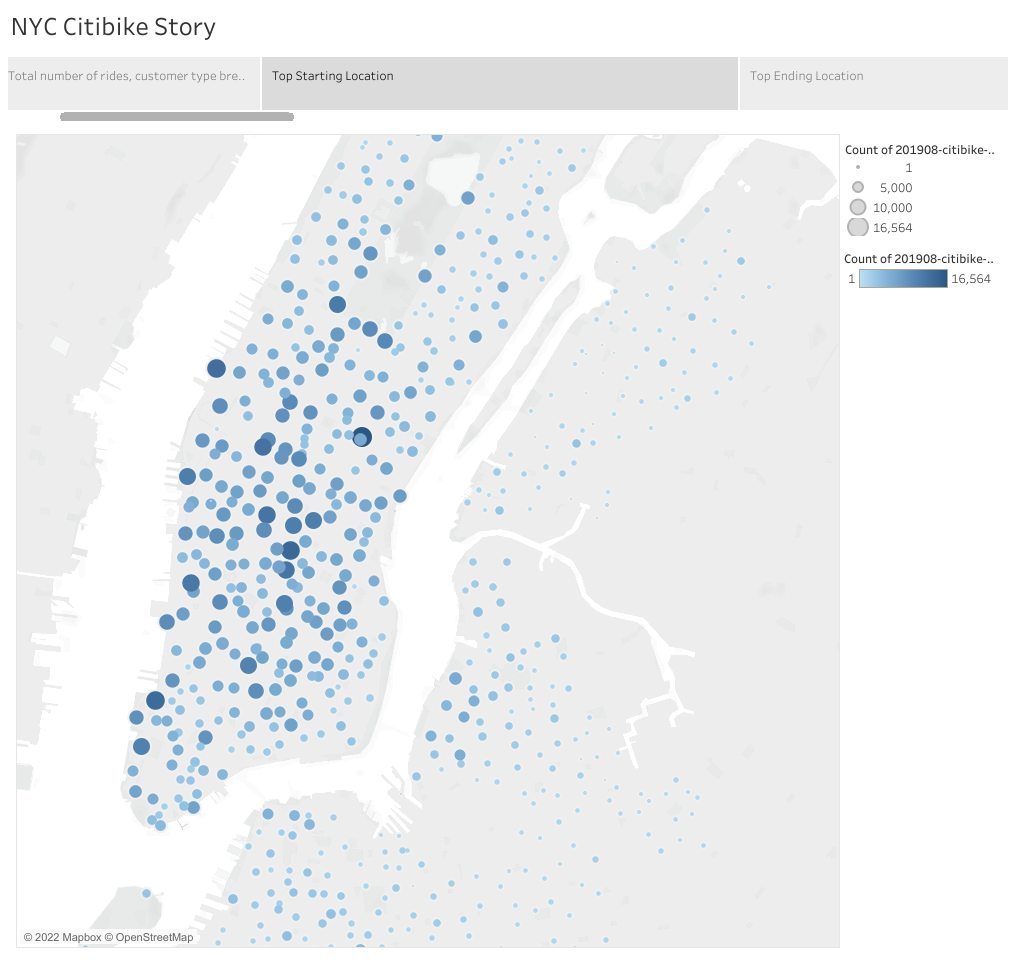 NYC Citibike Story
Total number of rides, customer type bre..
Top Starting Location
Top Ending Location
Count of 201908-citibike-..
1
5,000
10,000
16,564
Count of 201908-citibike-..
1 16,564
© 2022 Mapbox © OpenStreetMap